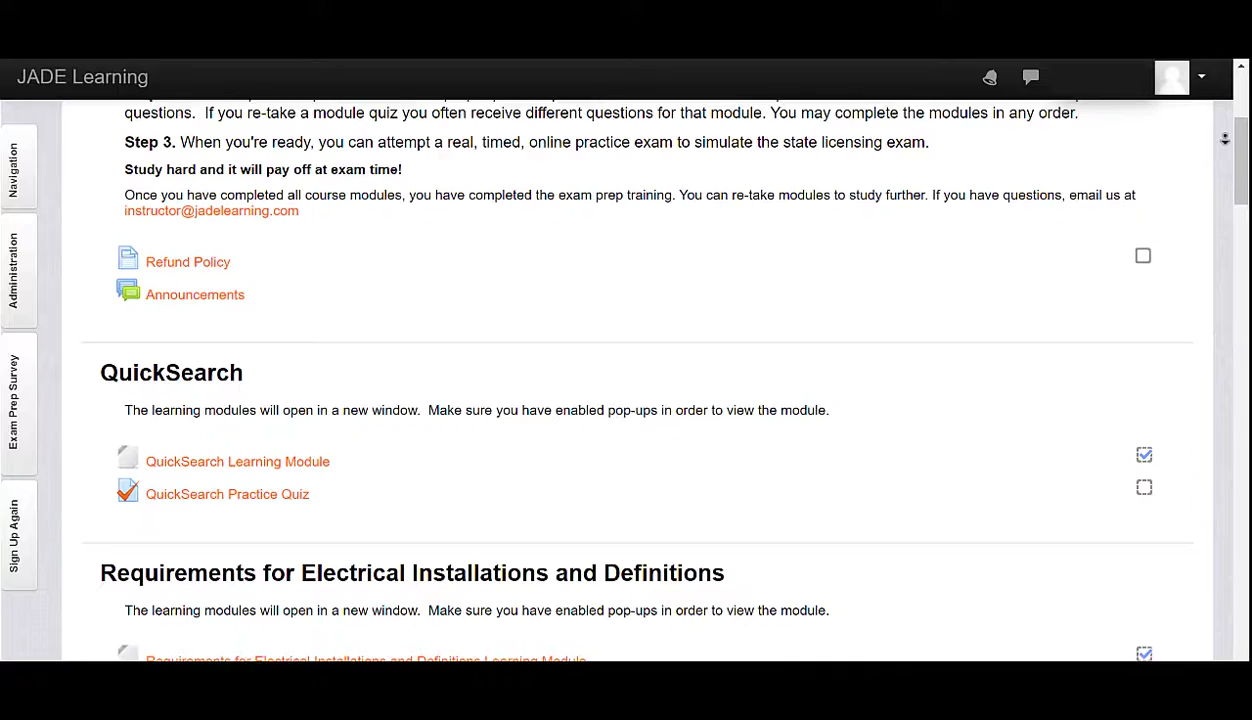 JADE Learning
questions. If you re-take a module quiz you often receive different questions for that module. You may complete the modules in any order.
Step 3. When you're ready, you can attempt a real, timed, online practice exam to simulate the state licensing exam.
Study hard and it will pay off at exam time!
Once you have completed all course modules, you have completed the exam prep training. You can re-take modules to study further. If you have questions, email us at
instructor@jadelearning.com
Refund Policy
Announcements
QuickSearch
The learning modules will open in a new window. Make sure you have enabled pop-ups in order to view the module.
QuickSearch Learning Module
QuickSearch Practice Quiz
Requirements for Electrical Installations and Definitions
The learning modules will open in a new window. Make sure you have enabled pop-ups in order to view the module.
Requirements for Electrical Installations and Definitions Learning Module
Navigation
Administration
Exam Prep Survey
Sign Up Again